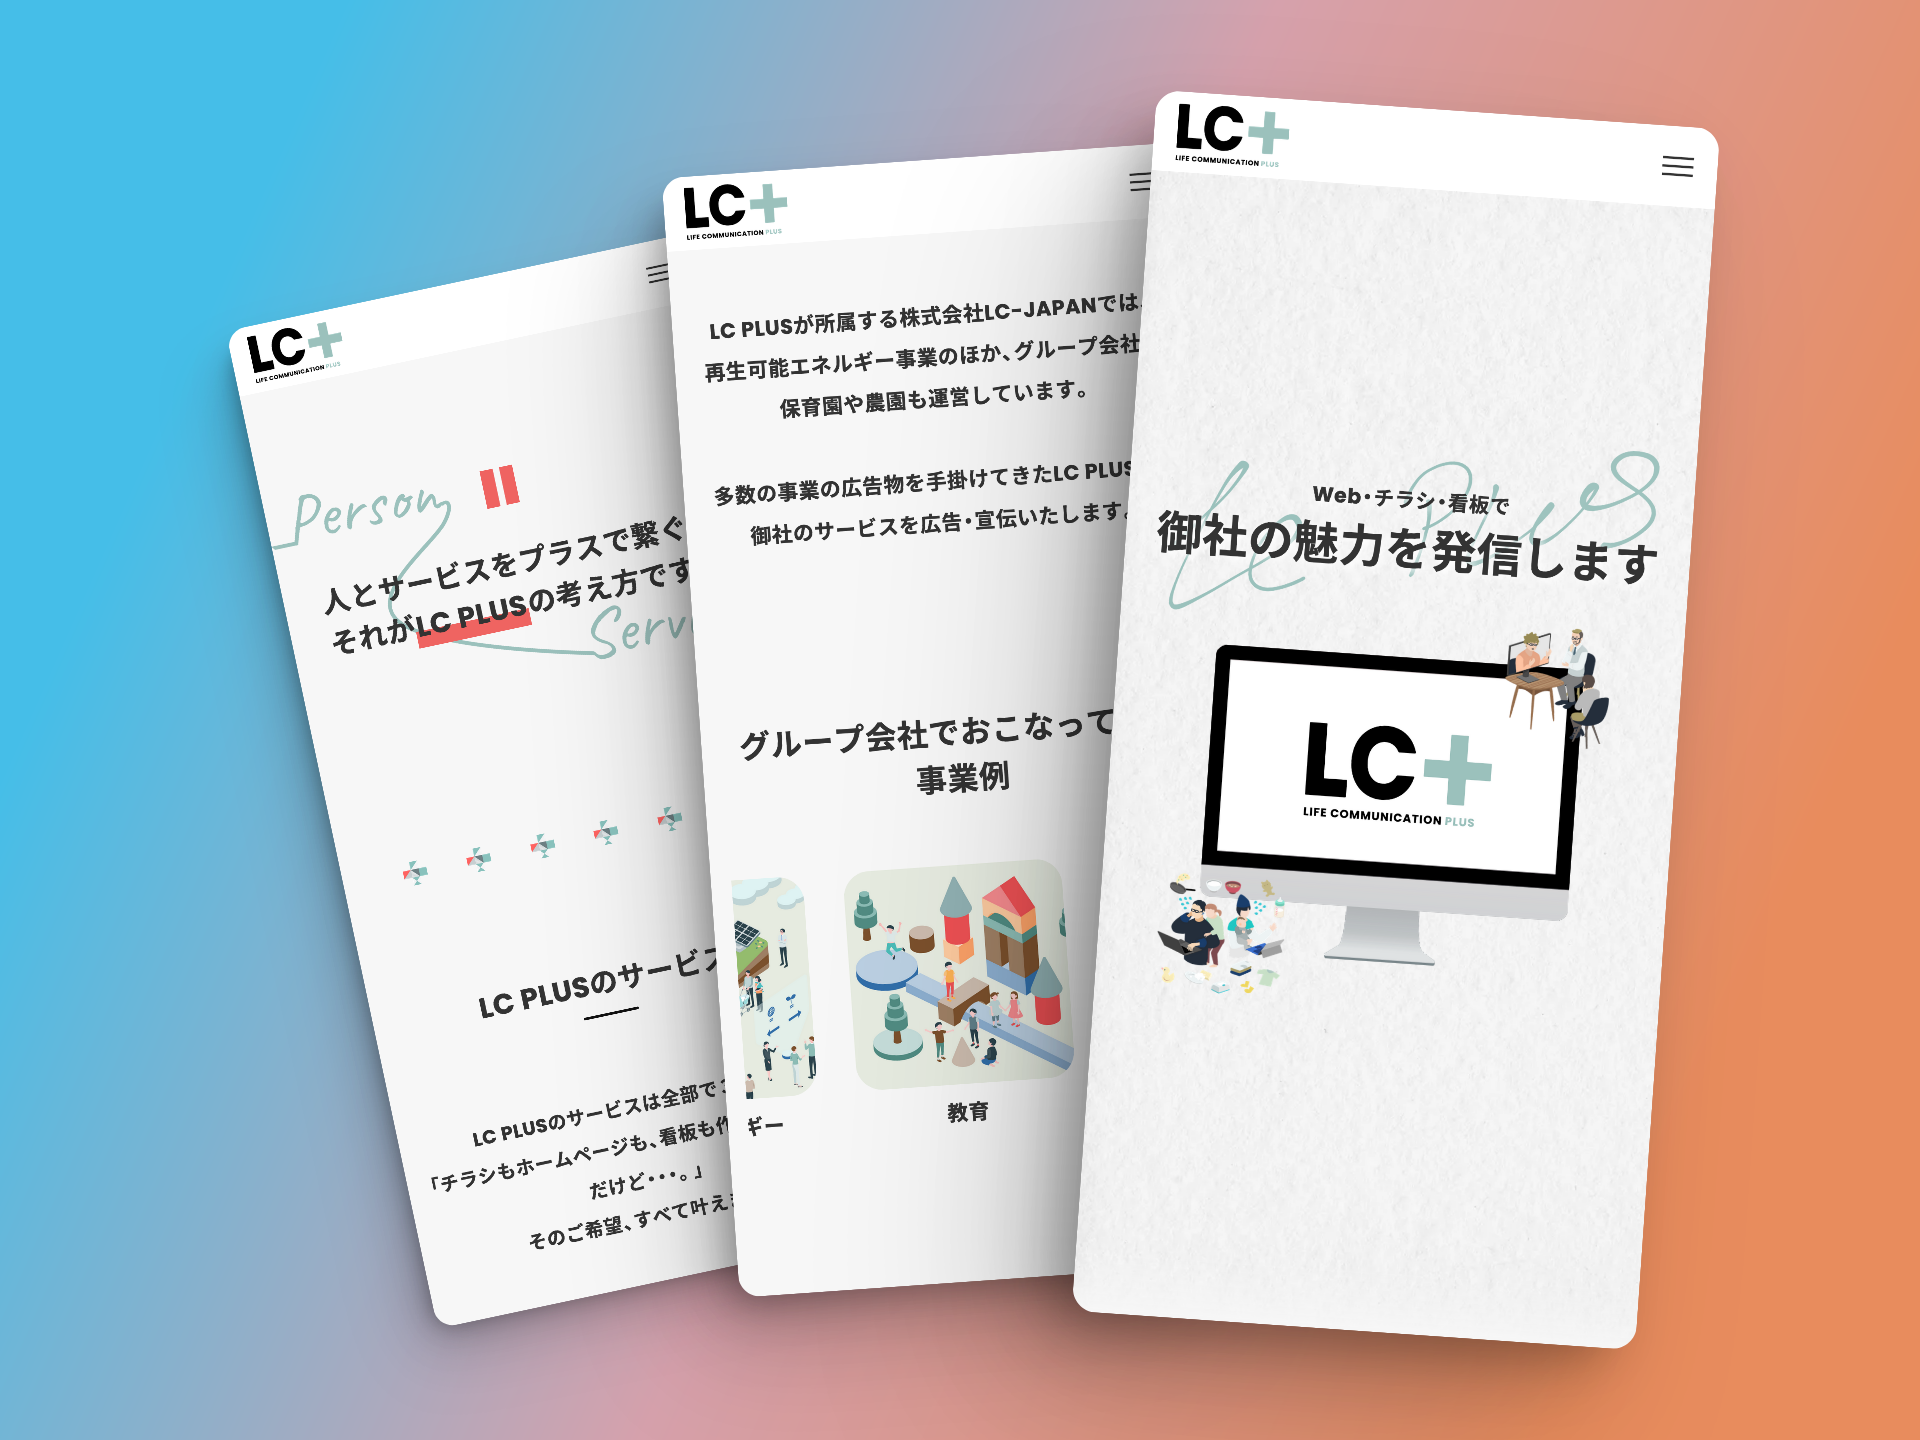 LC+
LIFE COMMUNICATION PLUS
Person
人とサービスをプラスで繋ぐ
それがLC PLUSの考え方です
LC PLUSのサービス
LC PLUSのサービスは全部で
「チラシもホームページも、看板も作
だけど・・・。」
そのご希望、すべて叶え
LC+
LIFE COMMUNICATION PLUS
LC PLUSが所属する株式会社LC-JAPANでは、
再生可能エネルギー事業のほか、グループ会社
保育園や農園も運営しています。
多数の事業の広告物を手掛けてきたLC PLUS
御社のサービスを広告・宣伝いたします。
グループ会社でおこなって
事業例
ギー
教育
LC+
LIFE COMMUNICATION PLUS
Lc Plus
Web・チラシ・看板で
御社の魅力を発信します
LC+
LIFE COMMUNICATION PLUS